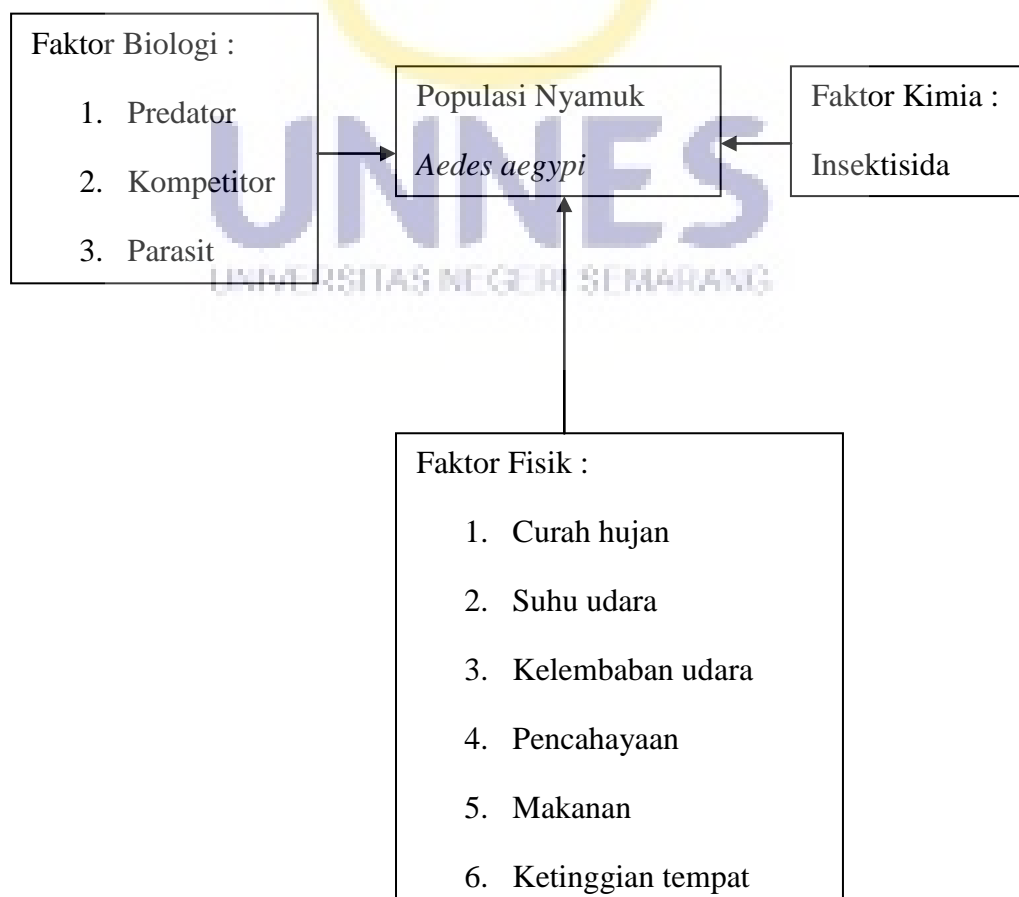 Faktor Biologi :
1. Predator
2. Kompetitor
3. Parasit
Populasi Nyamuk
Aedes aegypi
Faktor Kimia :
Insektisida
UNNES
UNIVERSITAS NEGERI SEMARANG
Faktor Fisik :
1. Curah hujan
2. Suhu udara
3. Kelembaban udara
4. Pencahayaan
5. Makanan
6. Ketinggian tempat